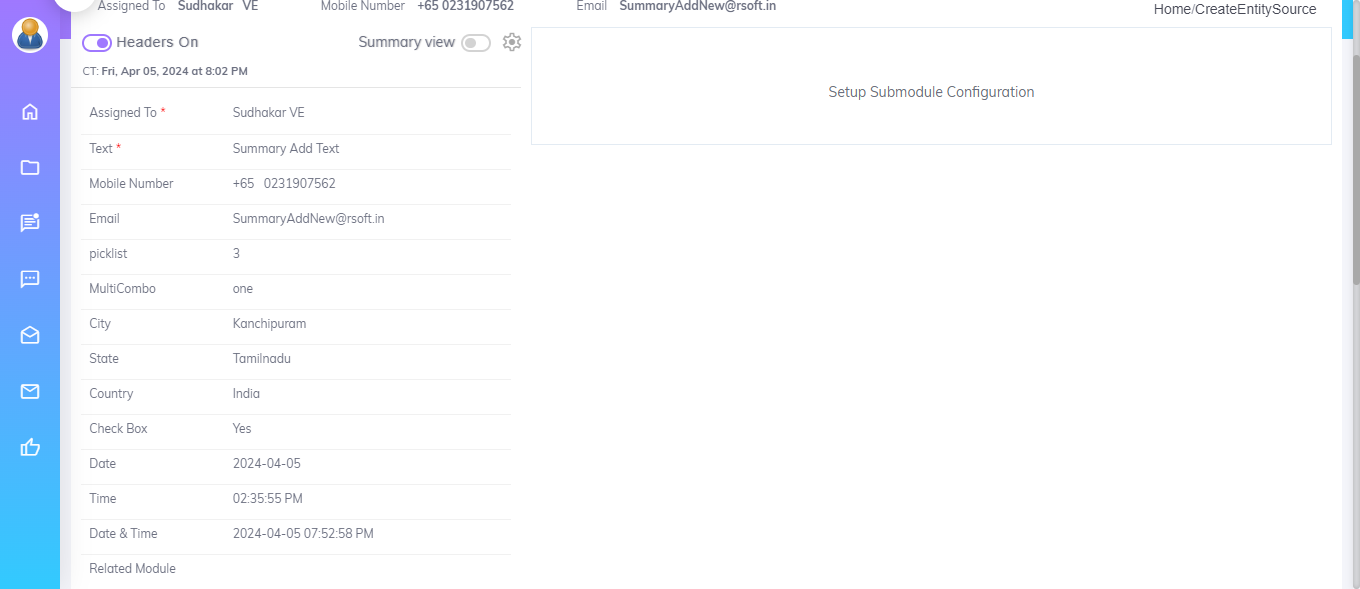 Assigned To Sudhakar VE Mobile Number +65 0231907562 Email SummaryAddNew@rsoft.in
Home/CreateEntitySource
Headers On Summary view
CT: Fri, Apr 05, 2024 at 8:02 PM
Setup Submodule Configuration
Assigned To * Sudhakar VE
Text * Summary Add Text
Mobile Number +65 0231907562
Email SummaryAddNew@rsoft.in
picklist 3
MultiCombo one
City Kanchipuram
State Tamilnadu
Country India
Check Box Yes
Date 2024-04-05
Time 02:35:55 PM
Date & Time 2024-04-05 07:52:58 PM
Related Module